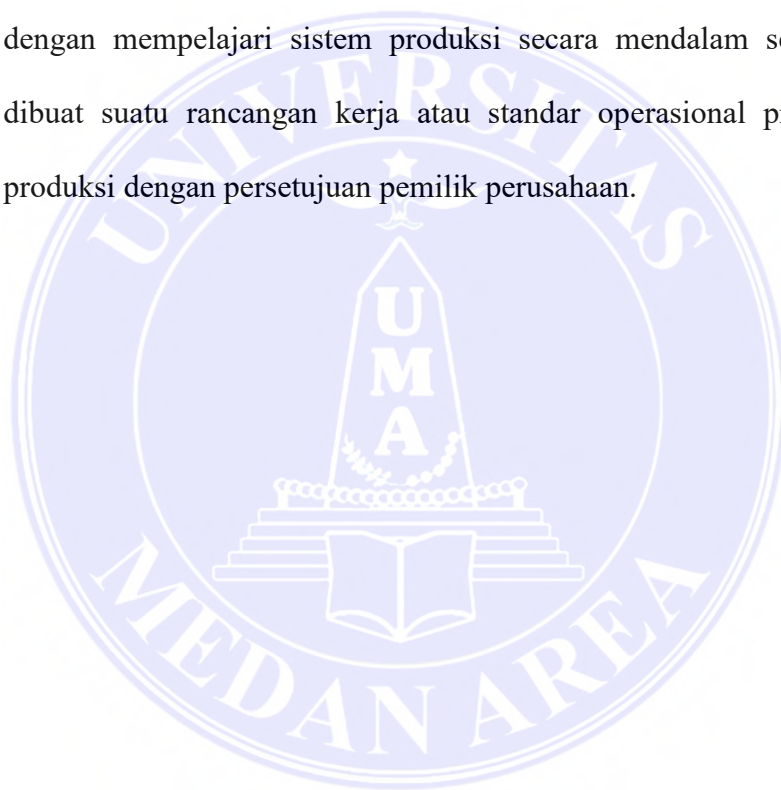 dengan mempelajari sistem produksi secara mendalam
dibuat suatu rancangan kerja atau standar operasional
produksi dengan persetujuan pemilik perusahaan.
UNIVERSITAS
UMA
MEDAN AREA